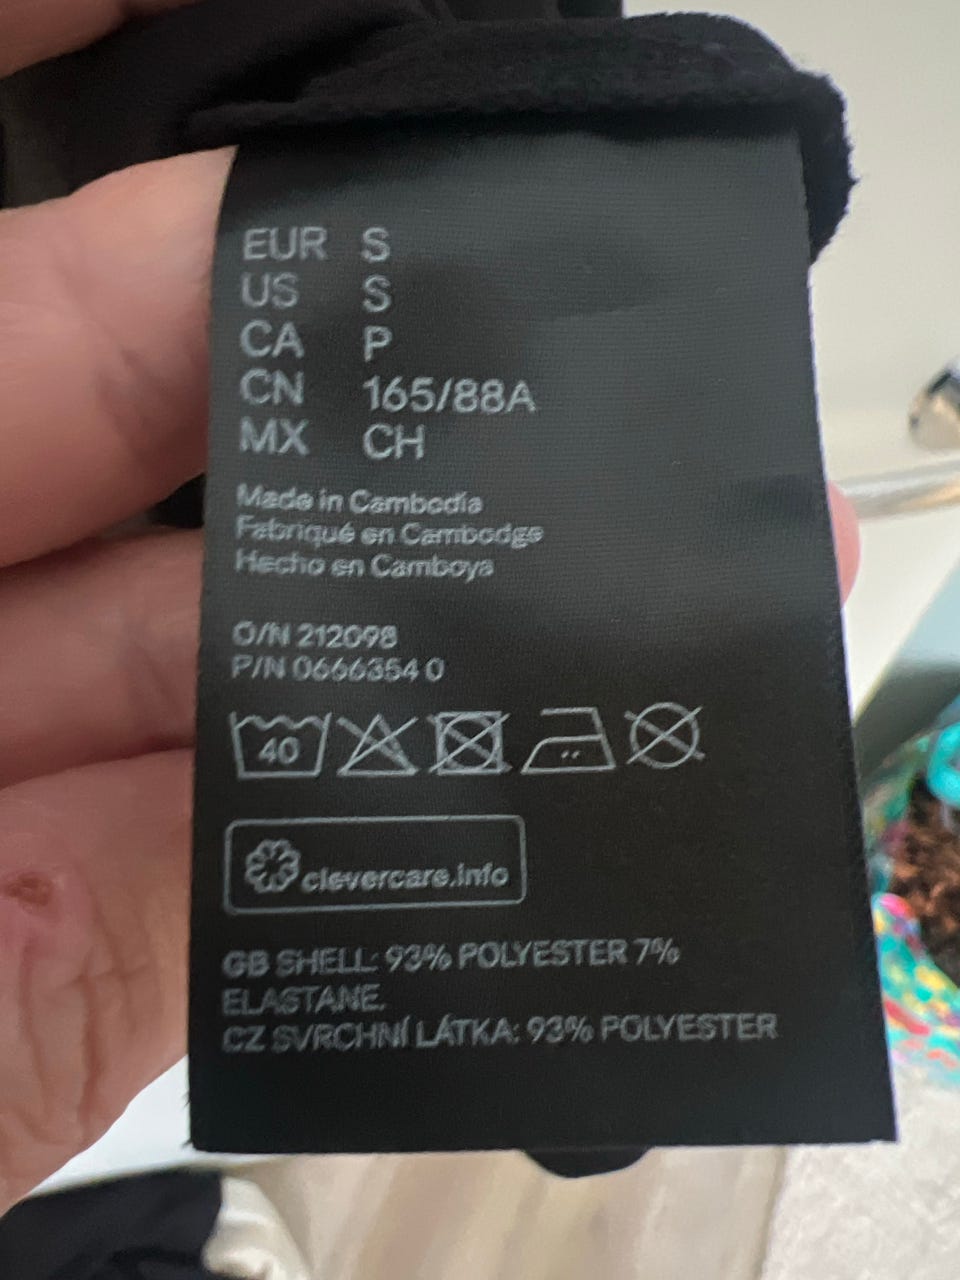 EUR S
US S
CA P
CN 165/88A
MX CH
Made in Cambodia
Fabriqué en Cambodge
Hecho en Camboya
O/N 212098
P/N 0666354 0
40
clevercare.info
GB SHELL: 93% POLYESTER 7%
ELASTANE.
CZ SVRCHNÍ LÁTKA: 93% POLYESTER